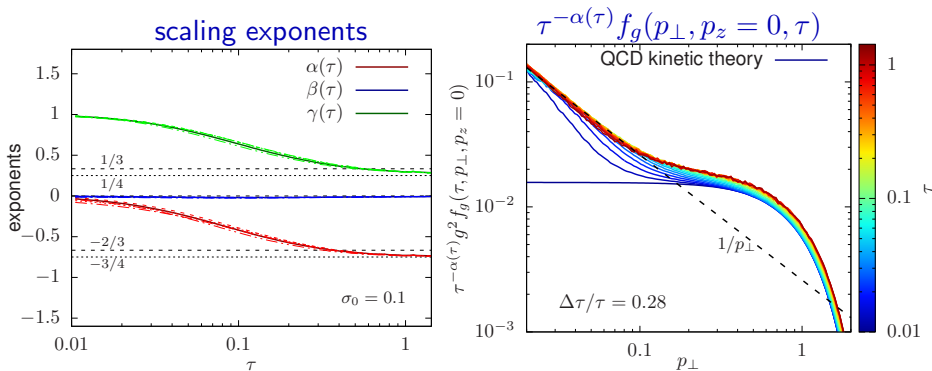 scaling exponents
exponents
1.5
1
0.5
0
−0.5
−1
−1.5
α(τ)
β(τ)
γ(τ)
1/3
1/4
−2/3
−3/4
σ₀ = 0.1
0.01
0.1
1
τ
τ^{−α(τ)} f_g(p_⊥, p_z = 0, τ)
τ^{−α(τ)} g² f_g(τ, p_⊥, p_z = 0)
10⁻¹
10⁻²
10⁻³
QCD kinetic theory
1/p_⊥
Δτ/τ = 0.28
0.1
1
p_⊥
1
0.1
0.01
τ